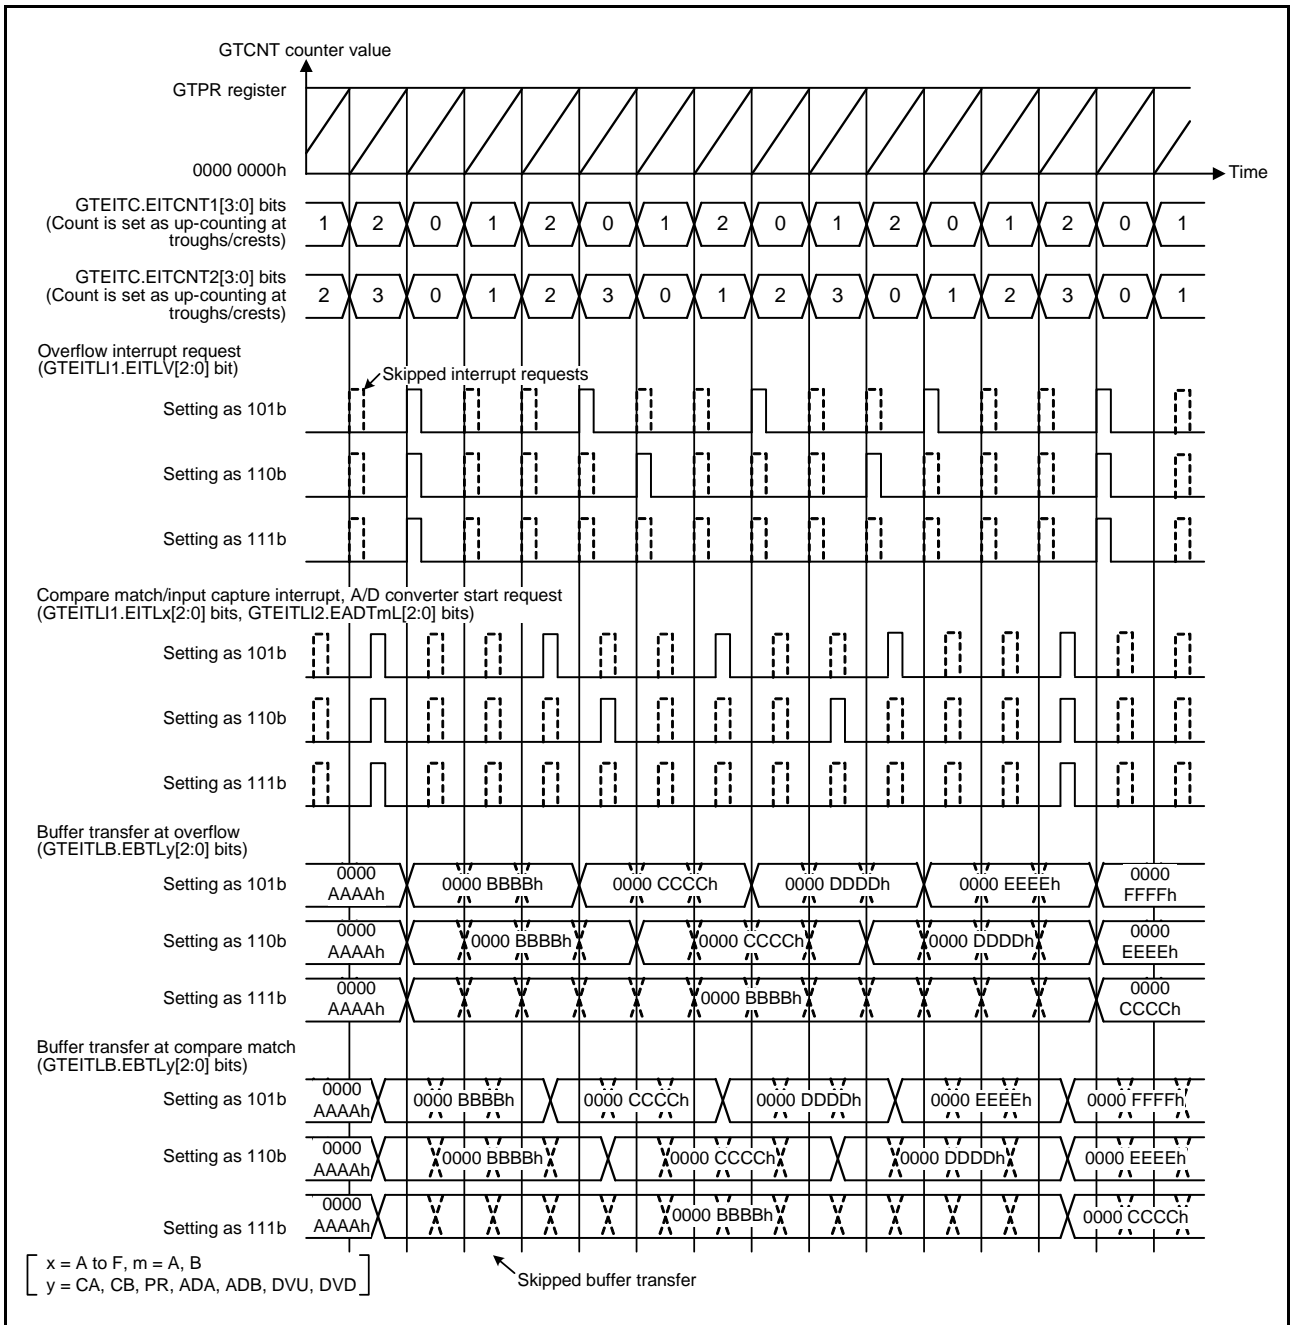 GTCNT counter value
GTPR register
0000 0000h
Time
GTEITC.EITCNT1[3:0] bits
(Count is set as up-counting at
troughs/crests)
1 2 0 1 2 0 1 2 0 1 2 0 1 2 0 1
GTEITC.EITCNT2[3:0] bits
(Count is set as up-counting at
troughs/crests)
2 3 0 1 2 3 0 1 2 3 0 1 2 3 0 1
Overflow interrupt request
(GTEITLI1.EITLV[2:0] bit)
Skipped interrupt requests
Setting as 101b
Setting as 110b
Setting as 111b
Compare match/input capture interrupt, A/D converter start request
(GTEITLI1.EITLx[2:0] bits, GTEITLI2.EADTmL[2:0] bits)
Setting as 101b
Setting as 110b
Setting as 111b
Buffer transfer at overflow
(GTEITLB.EBTLy[2:0] bits)
Setting as 101b
0000
AAAAh
0000 BBBBh
0000 CCCCh
0000 DDDDh
0000 EEEEh
0000
FFFFh
Setting as 110b
0000
AAAAh
0000 BBBBh
0000 CCCCh
0000 DDDDh
0000
EEEEh
Setting as 111b
0000
AAAAh
0000 BBBBh
0000
CCCCh
Buffer transfer at compare match
(GTEITLB.EBTLy[2:0] bits)
Setting as 101b
0000
AAAAh
0000 BBBBh
0000 CCCCh
0000 DDDDh
0000 EEEEh
0000 FFFFh
Setting as 110b
0000
AAAAh
0000 BBBBh
0000 CCCCh
0000 DDDDh
0000 EEEEh
Setting as 111b
0000
AAAAh
0000 BBBBh
0000 CCCCh
x = A to F, m = A, B
y = CA, CB, PR, ADA, ADB, DVU, DVD
Skipped buffer transfer